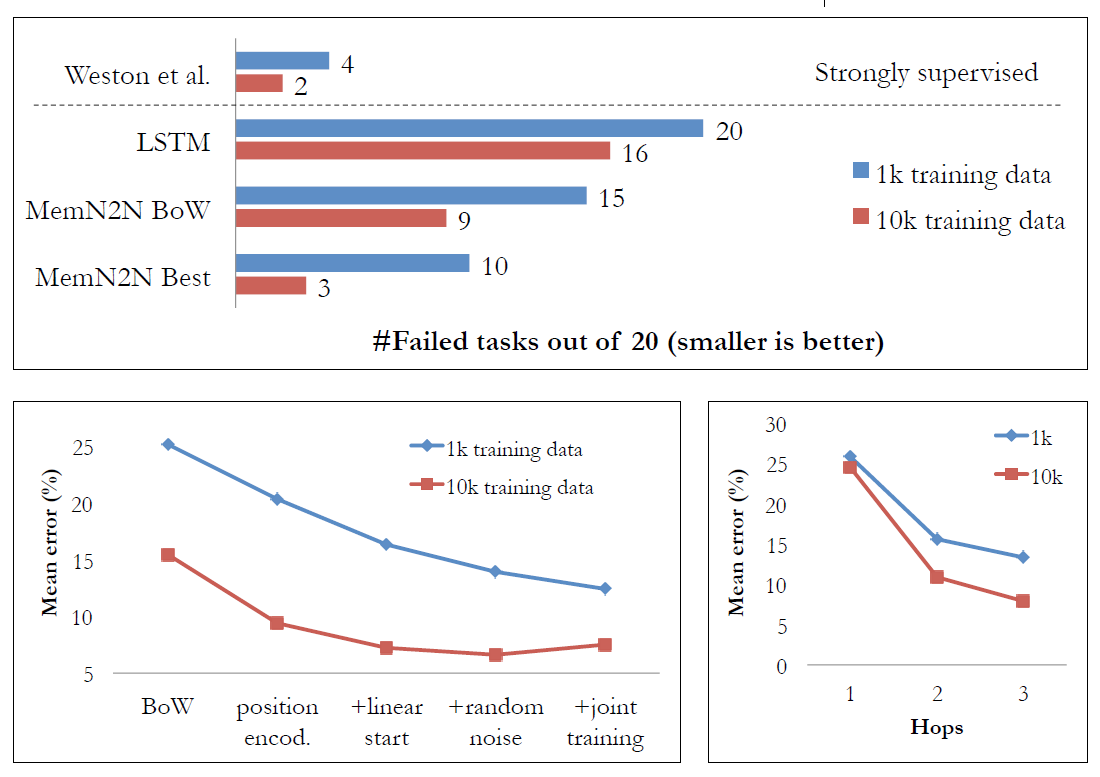 Weston et al.
4
2
Strongly supervised
LSTM
20
16
MemN2N BoW
15
9
MemN2N Best
10
3
1k training data
10k training data
#Failed tasks out of 20 (smaller is better)
Mean error (%)
25
20
15
10
5
1k training data
10k training data
BoW
position
encod.
+linear
start
+random
noise
+joint
training
Mean error (%)
30
25
20
15
10
5
0
1k
10k
1
2
3
Hops